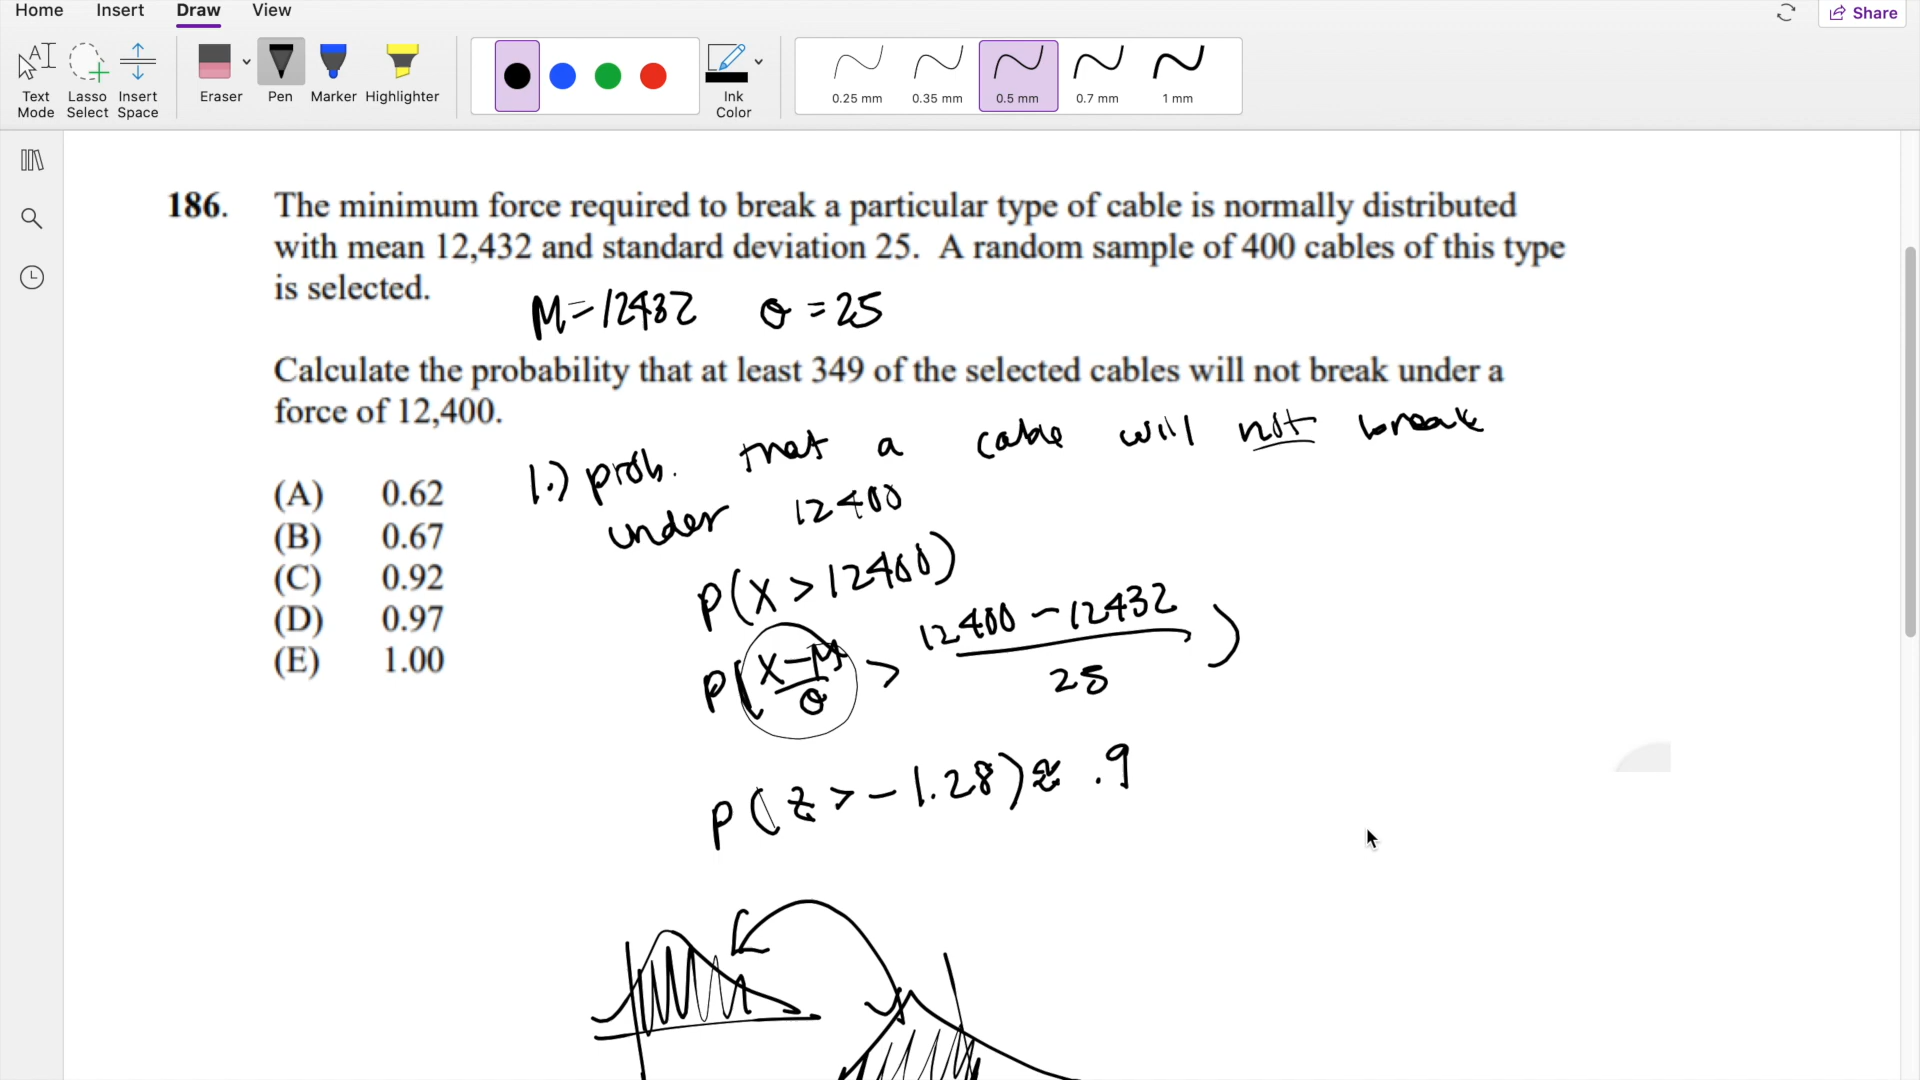 Home Insert Draw View
Share
Text Mode
Lasso Select
Insert Space
Eraser
Pen
Marker
Highlighter
Ink Color
0.25 mm
0.35 mm
0.5 mm
0.7 mm
1 mm
186. The minimum force required to break a particular type of cable is normally distributed
with mean 12,432 and standard deviation 25. A random sample of 400 cables of this type
is selected.
M=12432 σ=25
Calculate the probability that at least 349 of the selected cables will not break under a
force of 12,400.
1.) prob. that a cable will not break
under 12400
(A) 0.62
(B) 0.67
(C) 0.92
(D) 0.97
(E) 1.00
P(X>12400)
P(X-M/σ > 12400-12432/25)
P(Z>-1.28)≈.9